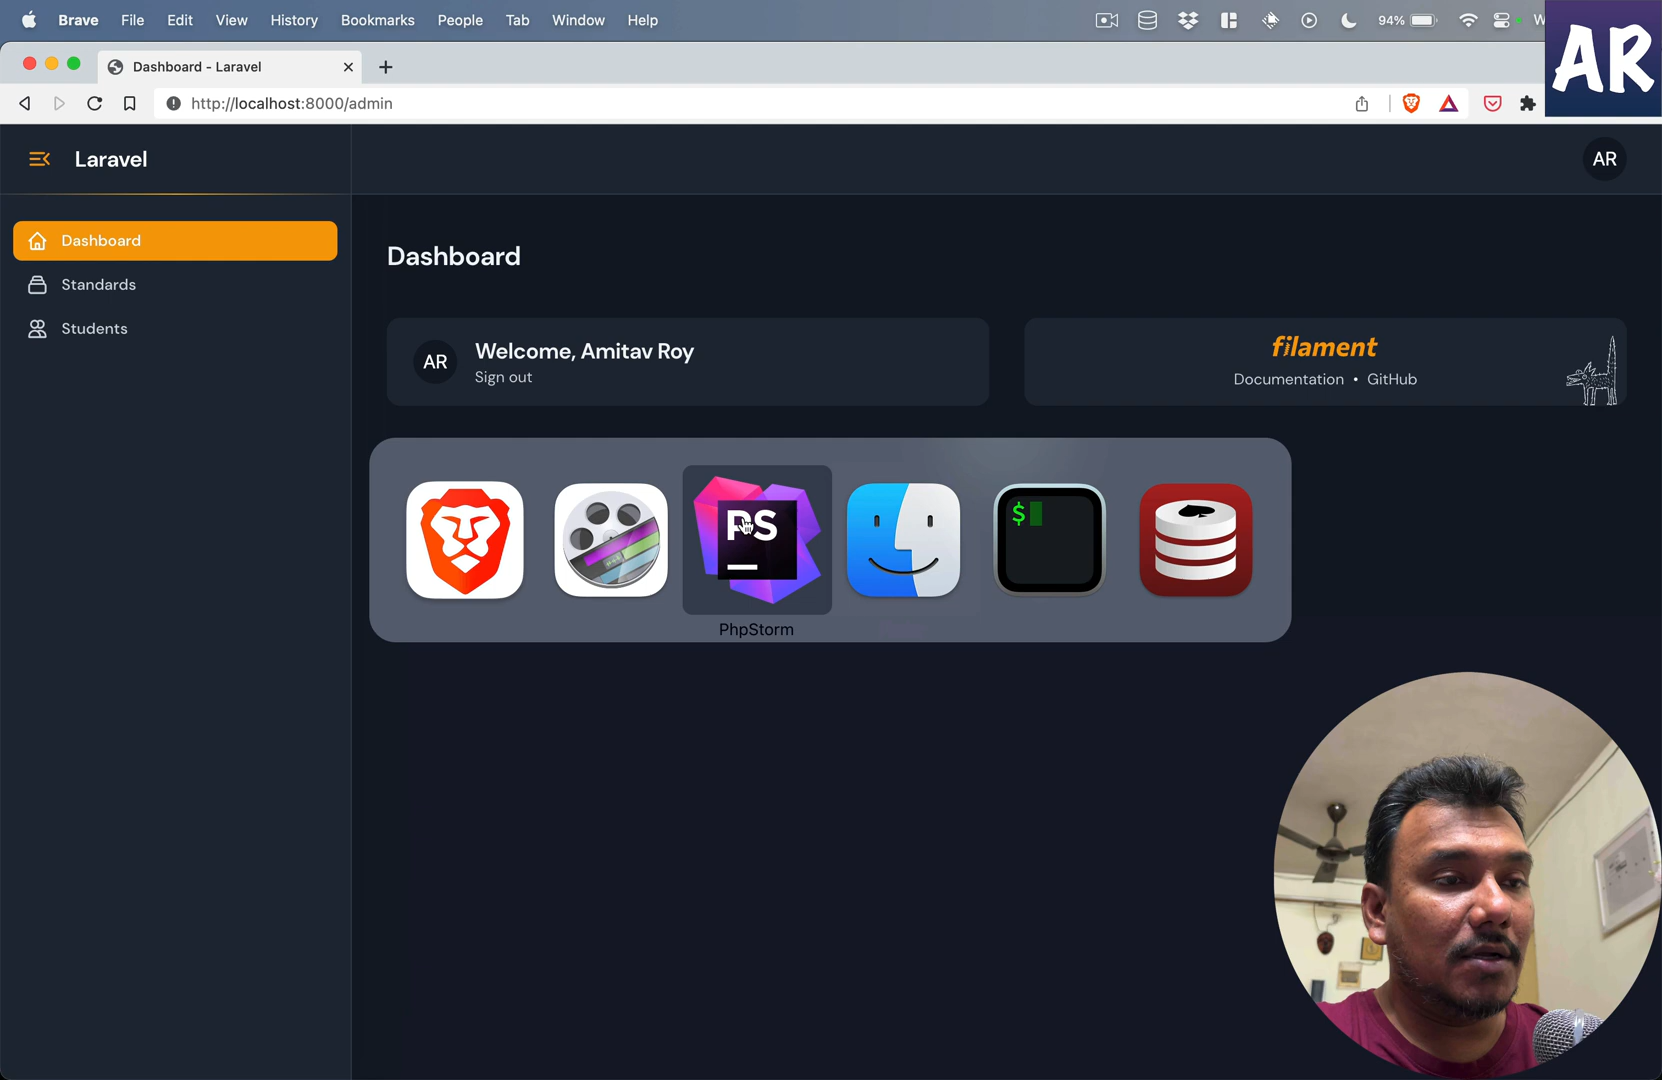 Brave File Edit View History Bookmarks People Tab Window Help 94% W
AR
Dashboard - Laravel
http://localhost:8000/admin
Laravel
AR
Dashboard
Standards
Students
Dashboard
AR
Welcome, Amitav Roy
Sign out
filament
Documentation • GitHub
PS
$
PhpStorm